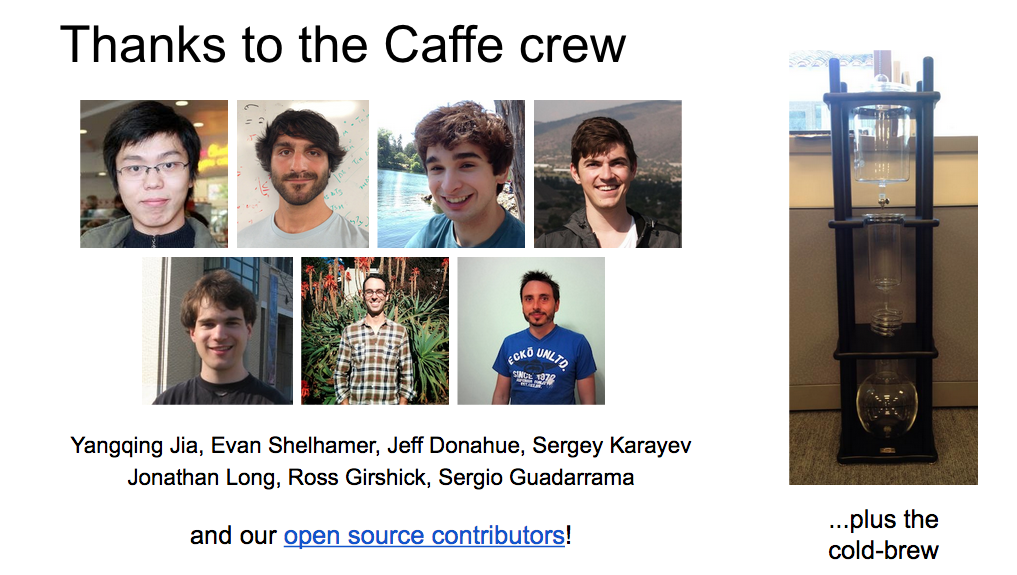 Thanks to the Caffe crew
ECKÖ UNLTD.
SINCE 1972
Yangqing Jia, Evan Shelhamer, Jeff Donahue, Sergey Karayev
Jonathan Long, Ross Girshick, Sergio Guadarrama
and our open source contributors!
...plus the
cold-brew